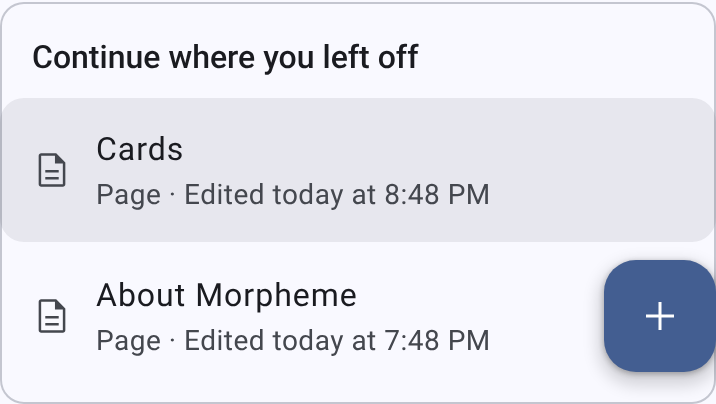 Continue where you left off
Cards
Page · Edited today at 8:48 PM
About Morpheme
Page · Edited today at 7:48 PM